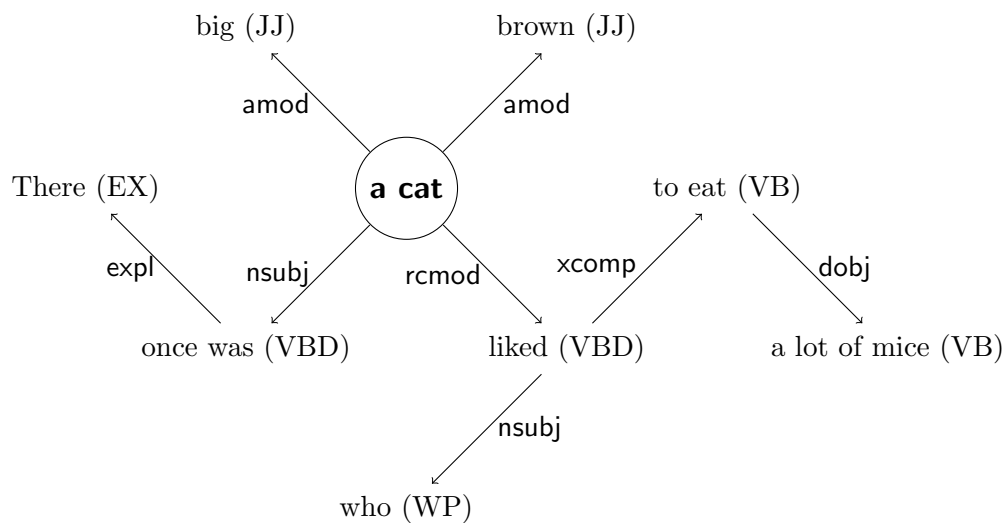 big (JJ)
brown (JJ)
amod
amod
There (EX)
a cat
to eat (VB)
expl
nsubj
rcmod
xcomp
dobj
once was (VBD)
liked (VBD)
a lot of mice (VB)
nsubj
who (WP)